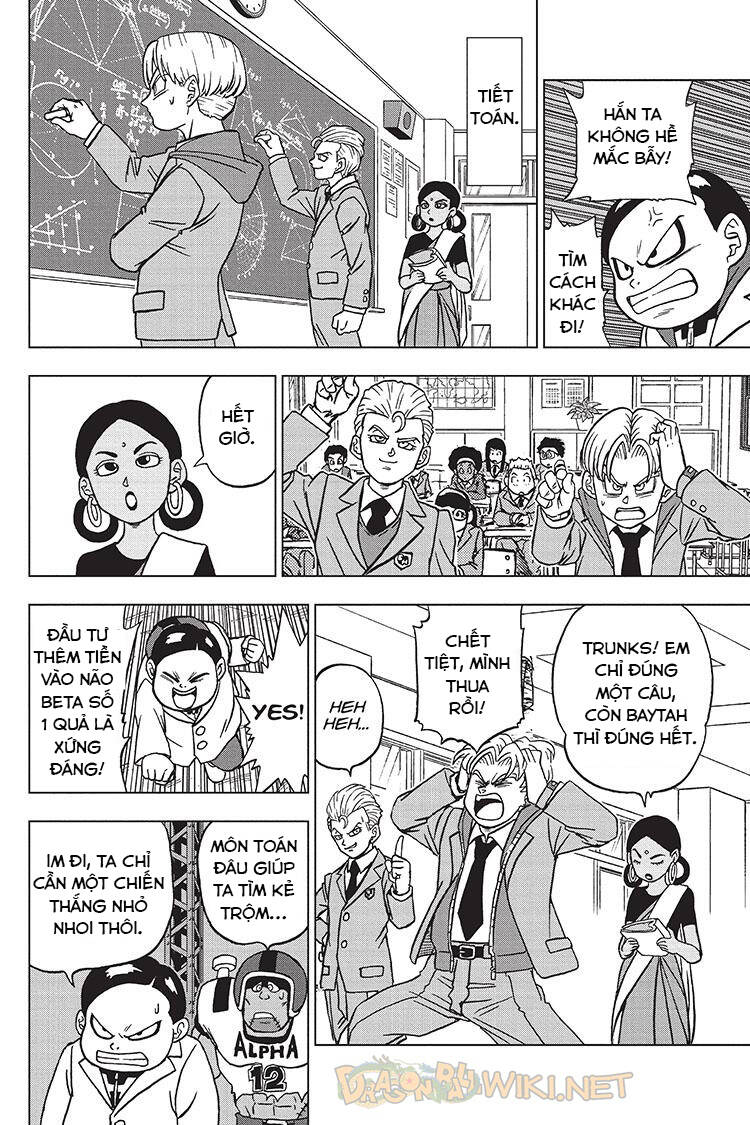 HẮN TA
KHÔNG HỀ
MẮC BẪY!
TÌM
CÁCH
KHÁC
ĐI!
TIẾT
TOÁN.
HẾT
GIỜ.
TRUNKS! EM
CHỈ ĐÚNG
MỘT CÂU,
CÒN BAYTAH
THÌ ĐÚNG HẾT.
CHẾT
TIỆT, MÌNH
THUA
RỒI!
HEH
HEH...
YES!
ĐẦU TƯ
THÊM TIỀN
VÀO NÃO
BETA SỐ
1 QUẢ LÀ
XỨNG
ĐÁNG!
MÔN TOÁN
ĐÂU GIÚP
TA TÌM KẺ
TRỘM...
IM ĐI, TA CHỈ
CẦN MỘT CHIẾN
THẮNG NHỎ
NHOI THÔI.
ALPHA
12
DRAGON BALL WIKI.NET